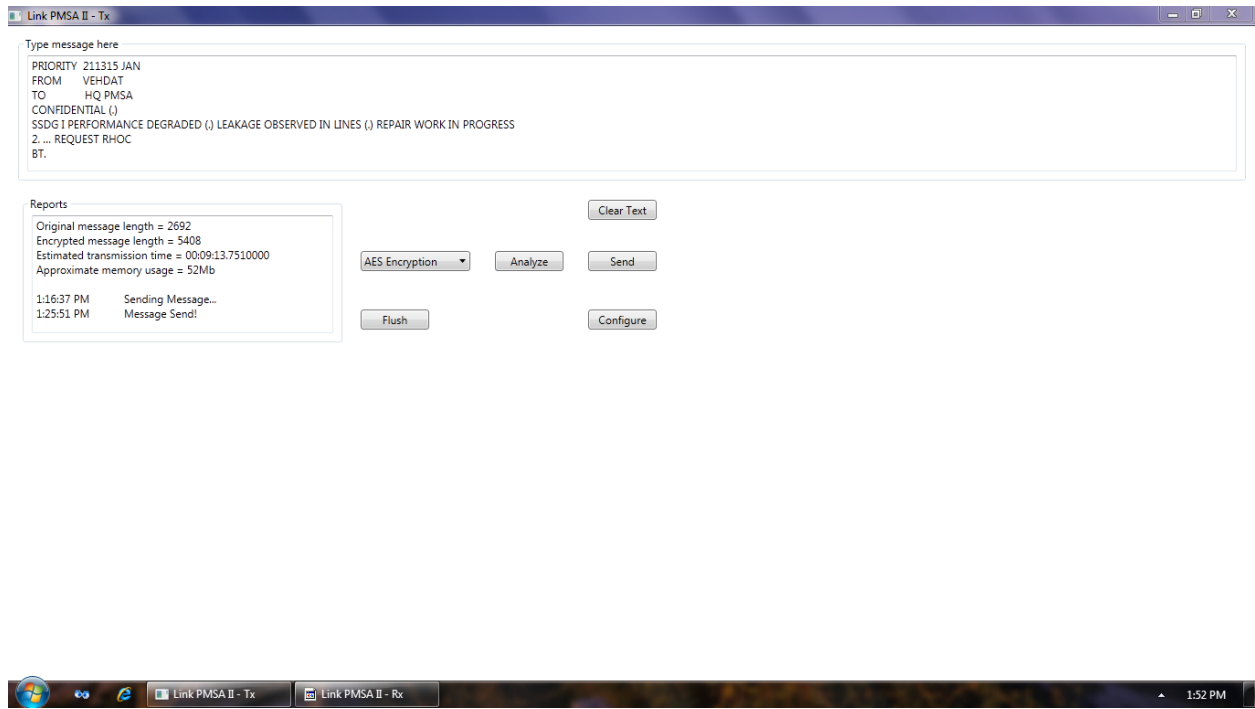 Link PMSA II - Tx
Type message here
PRIORITY 211315 JAN
FROM VEHDAT
TO HQ PMSA
CONFIDENTIAL (.)
SSDG I PERFORMANCE DEGRADED (.) LEAKAGE OBSERVED IN LINES (.) REPAIR WORK IN PROGRESS
2. ... REQUEST RHOC
BT.
Reports
Original message length = 2692
Encrypted message length = 5408
Estimated transmission time = 00:09:13.7510000
Approximate memory usage = 52Mb
1:16:37 PM Sending Message...
1:25:51 PM Message Send!
Clear Text
AES Encryption
Analyze
Send
Flush
Configure
Link PMSA II - Tx
Link PMSA II - Rx
1:52 PM